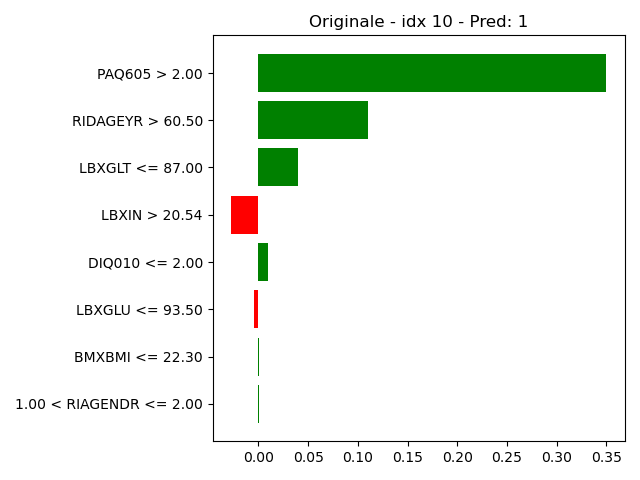 Originale - idx 10 - Pred: 1
PAQ605 > 2.00
RIDAGEYR > 60.50
LBXGLT <= 87.00
LBXIN > 20.54
DIQ010 <= 2.00
LBXGLU <= 93.50
BMXBMI <= 22.30
1.00 < RIAGENDR <= 2.00
0.00 0.05 0.10 0.15 0.20 0.25 0.30 0.35